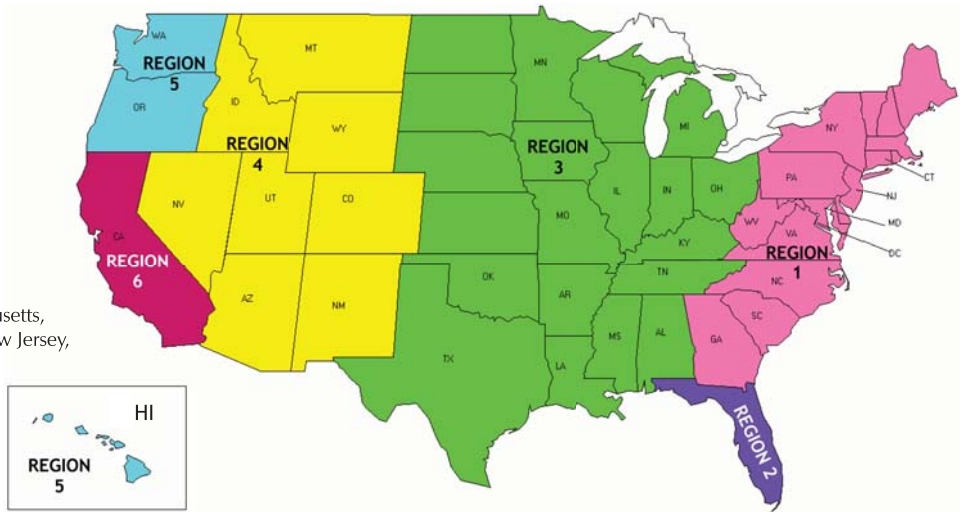 WA
REGION
5
OR
MT
ID
REGION
4
WY
NV
UT
CO
AZ
NM
CA
REGION
6
MN
REGION
3
MI
IL
IN
OH
MO
KY
OK
AR
TN
TX
LA
MS
AL
NY
PA
CT
NJ
MD
DC
WV
VA
REGION
1
NC
SC
GA
REGION 2
usetts,
w Jersey,
HI
REGION
5